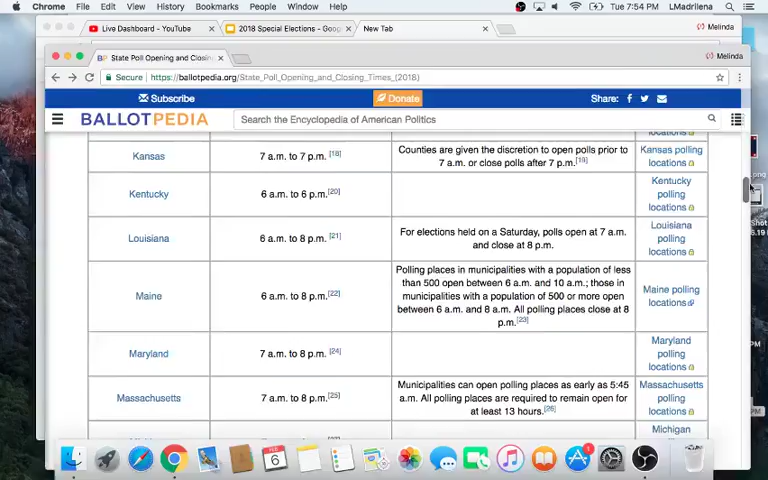 Chrome File Edit View History Bookmarks People Window Help Tue 7:54 PM LMadrilena
Live Dashboard - YouTube 2018 Special Elections - Goog New Tab Melinda
State Poll Opening and Closin Melinda
Secure https://ballotpedia.org/State_Poll_Opening_and_Closing_Times_(2018)
Subscribe Donate Share:
BALLOTPEDIA Search the Encyclopedia of American Politics
locations
Kansas 7 a.m. to 7 p.m. [18] Counties are given the discretion to open polls prior to
7 a.m. or close polls after 7 p.m.[19]
Kansas polling
locations
Kentucky 6 a.m. to 6 p.m. [20]
Kentucky
polling
locations
Louisiana 6 a.m. to 8 p.m. [21] For elections held on a Saturday, polls open at 7 a.m.
and close at 8 p.m.
Louisiana
polling
locations
Maine 6 a.m. to 8 p.m.[22] Polling places in municipalities with a population of less
than 500 open between 6 a.m. and 10 a.m.; those in
municipalities with a population of 500 or more open
between 6 a.m. and 8 a.m. All polling places close at 8
p.m.[23]
Maine polling
locations
Maryland 7 a.m. to 8 p.m. [24]
Maryland
polling
locations
Massachusetts 7 a.m. to 8 p.m.[25] Municipalities can open polling places as early as 5:45
a.m. All polling places are required to remain open for
at least 13 hours.[26]
Massachusetts
polling
locations
Michigan
FEB
6